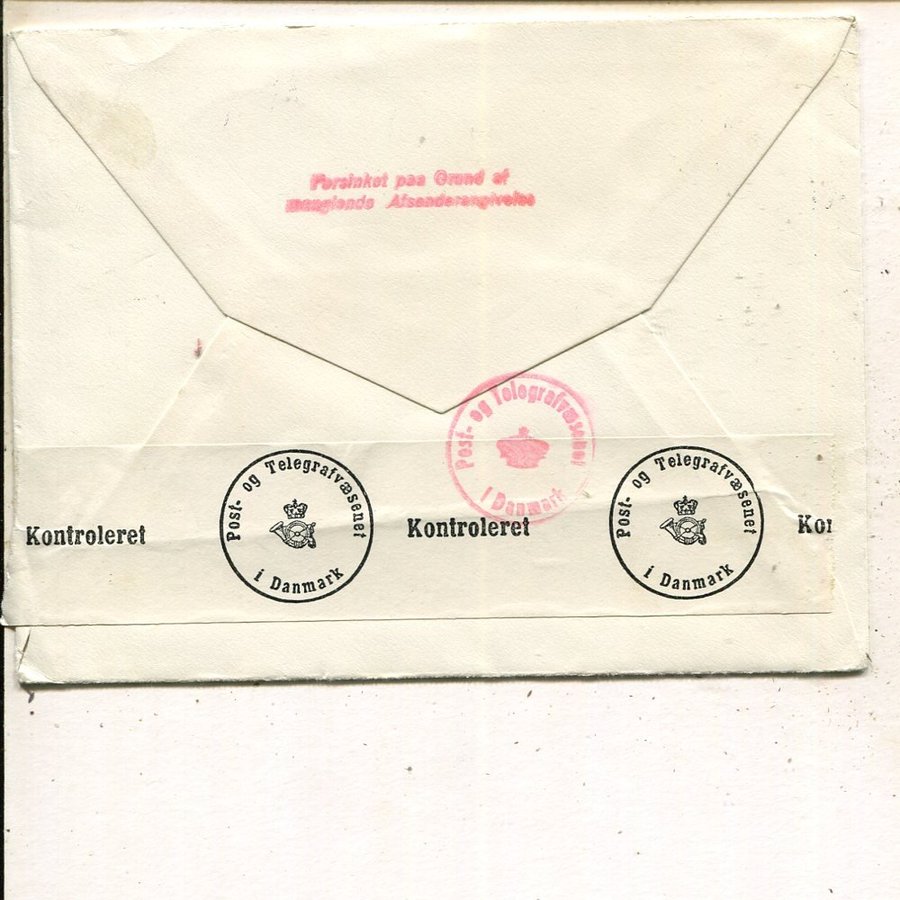 Forsinket paa Grund af
manglende Afsenderangivelse
Post- og Telegrafvæsenet
i Danmark
Kontroleret
Post- og Telegrafvæsenet
i Danmark
Kontroleret
Post- og Telegrafvæsenet
i Danmark
Kon